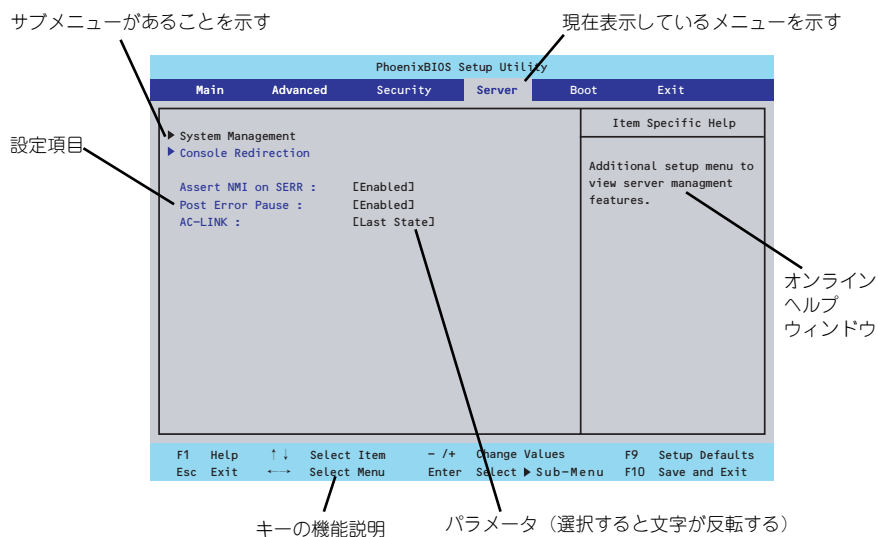 サブメニューがあることを示す
現在表示しているメニューを示す
PhoenixBIOS Setup Utility
Main Advanced Security Server Boot Exit
Item Specific Help
設定項目
▶ System Management
▶ Console Redirection
Additional setup menu to
view server managment
features.
Assert NMI on SERR : [Enabled]
Post Error Pause : [Enabled]
AC-LINK : [Last State]
オンライン
ヘルプ
ウィンドウ
F1 Help ↑↓ Select Item - /+ Change Values F9 Setup Defaults
Esc Exit ←→ Select Menu Enter Select ▶ Sub-Menu F10 Save and Exit
キーの機能説明
パラメータ（選択すると文字が反転する）